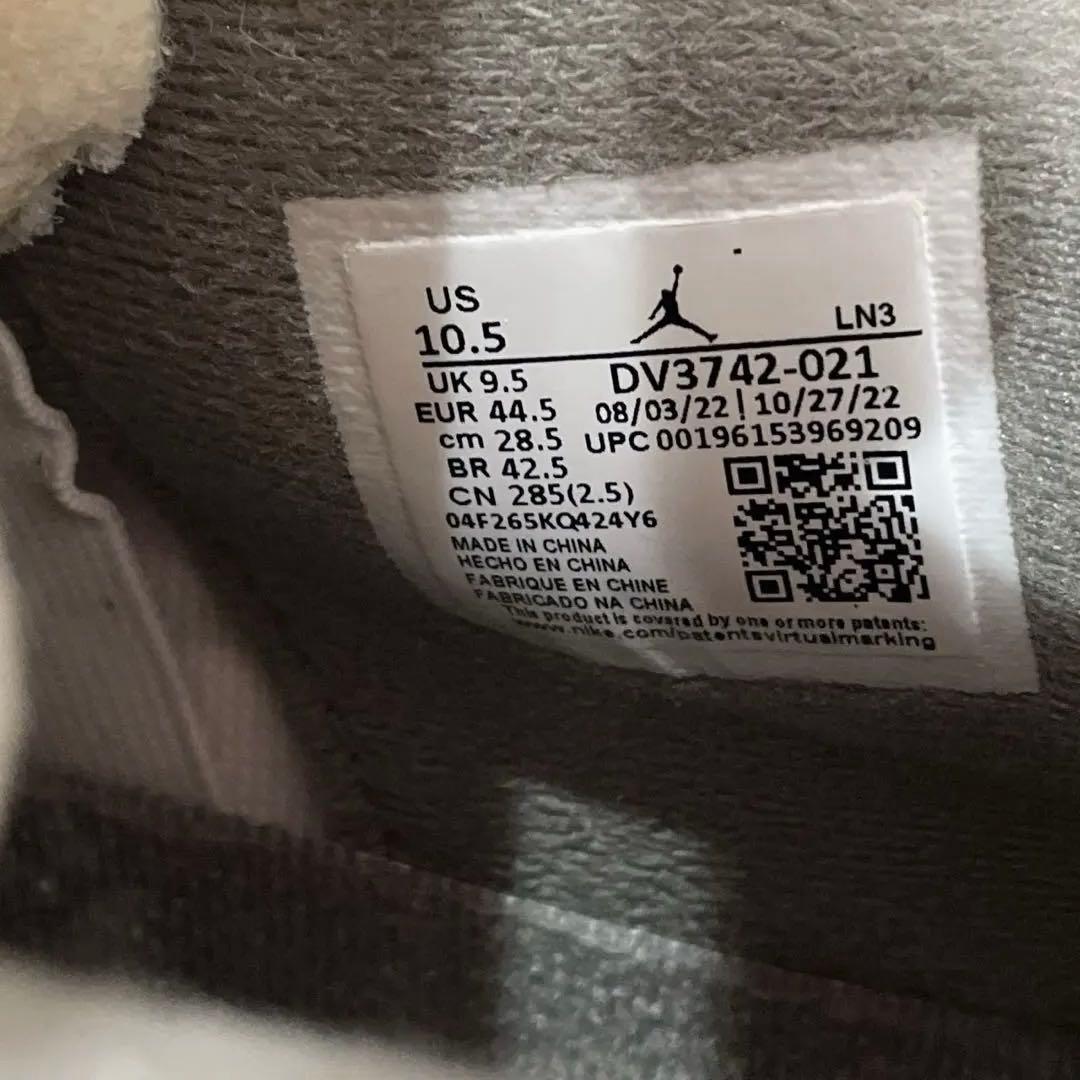 US
10.5
LN3
UK 9.5
DV3742-021
EUR 44.5
08/03/22 | 10/27/22
cm 28.5
UPC 00196153969209
BR 42.5
CN 285(2.5)
04F265KQ424Y6
MADE IN CHINA
HECHO EN CHINA
FABRIQUE EN CHINE
FABRICADO NA CHINA
This product is covered by one or more patents:
www.nike.com/patentsvirtualmarking